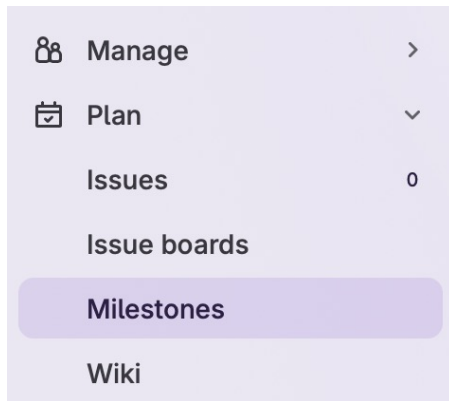 Manage
Plan
Issues 0
Issue boards
Milestones
Wiki